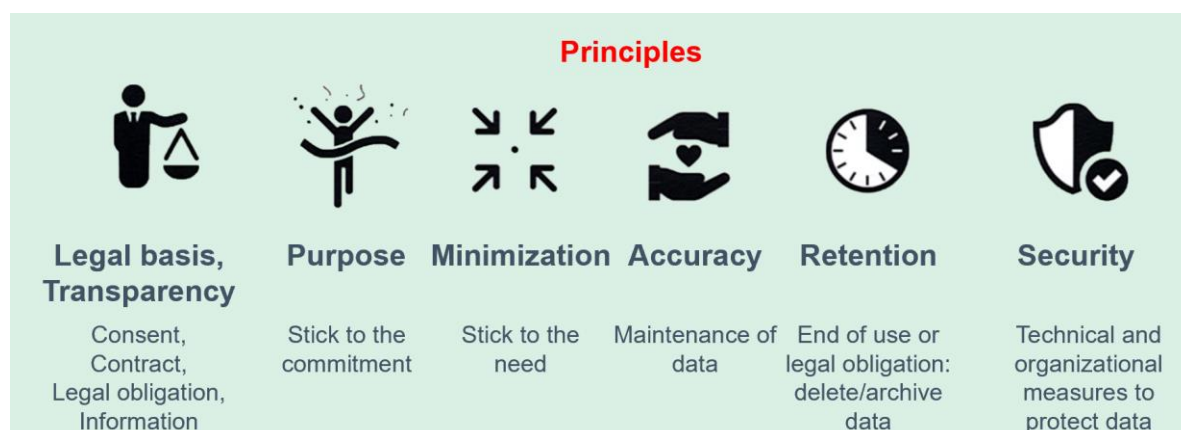 Principles
Legal basis,
Transparency
Consent,
Contract,
Legal obligation,
Information
Purpose
Stick to the
commitment
Minimization
Stick to the
need
Accuracy
Maintenance of
data
Retention
End of use or
legal obligation:
delete/archive
data
Security
Technical and
organizational
measures to
protect data